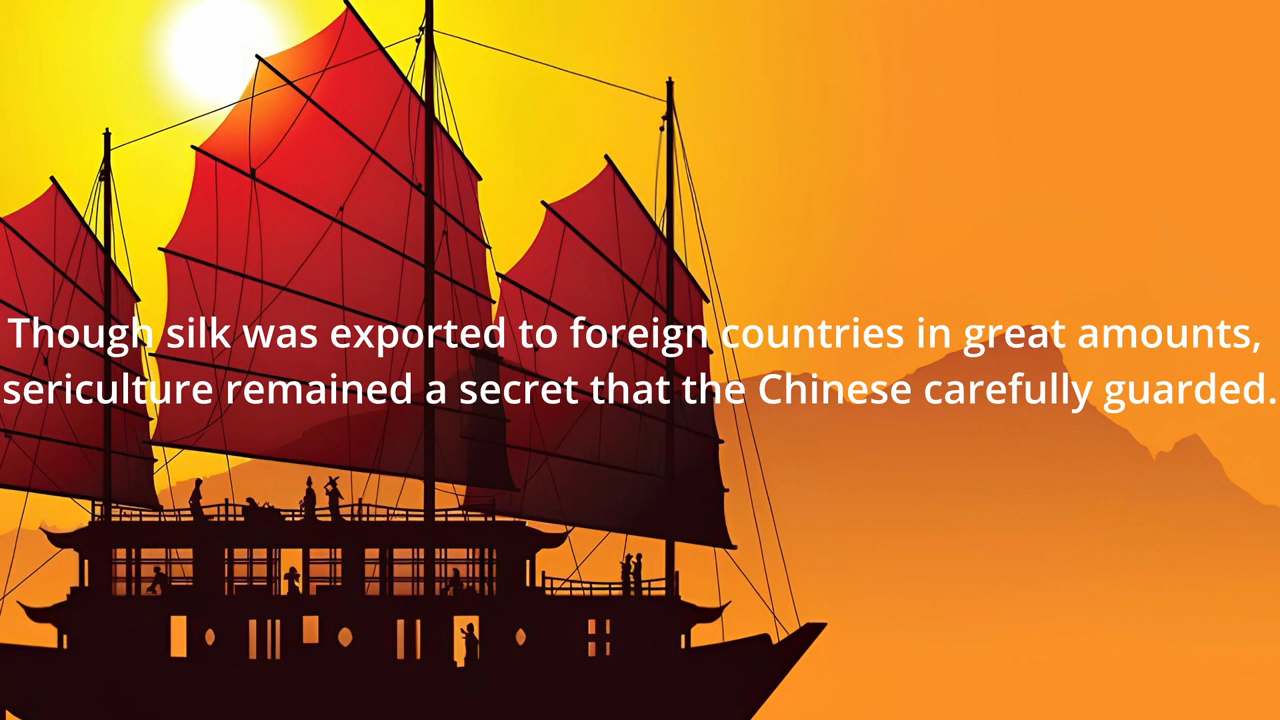 Though silk was exported to foreign countries in great amounts,
sericulture remained a secret that the Chinese carefully guarded.